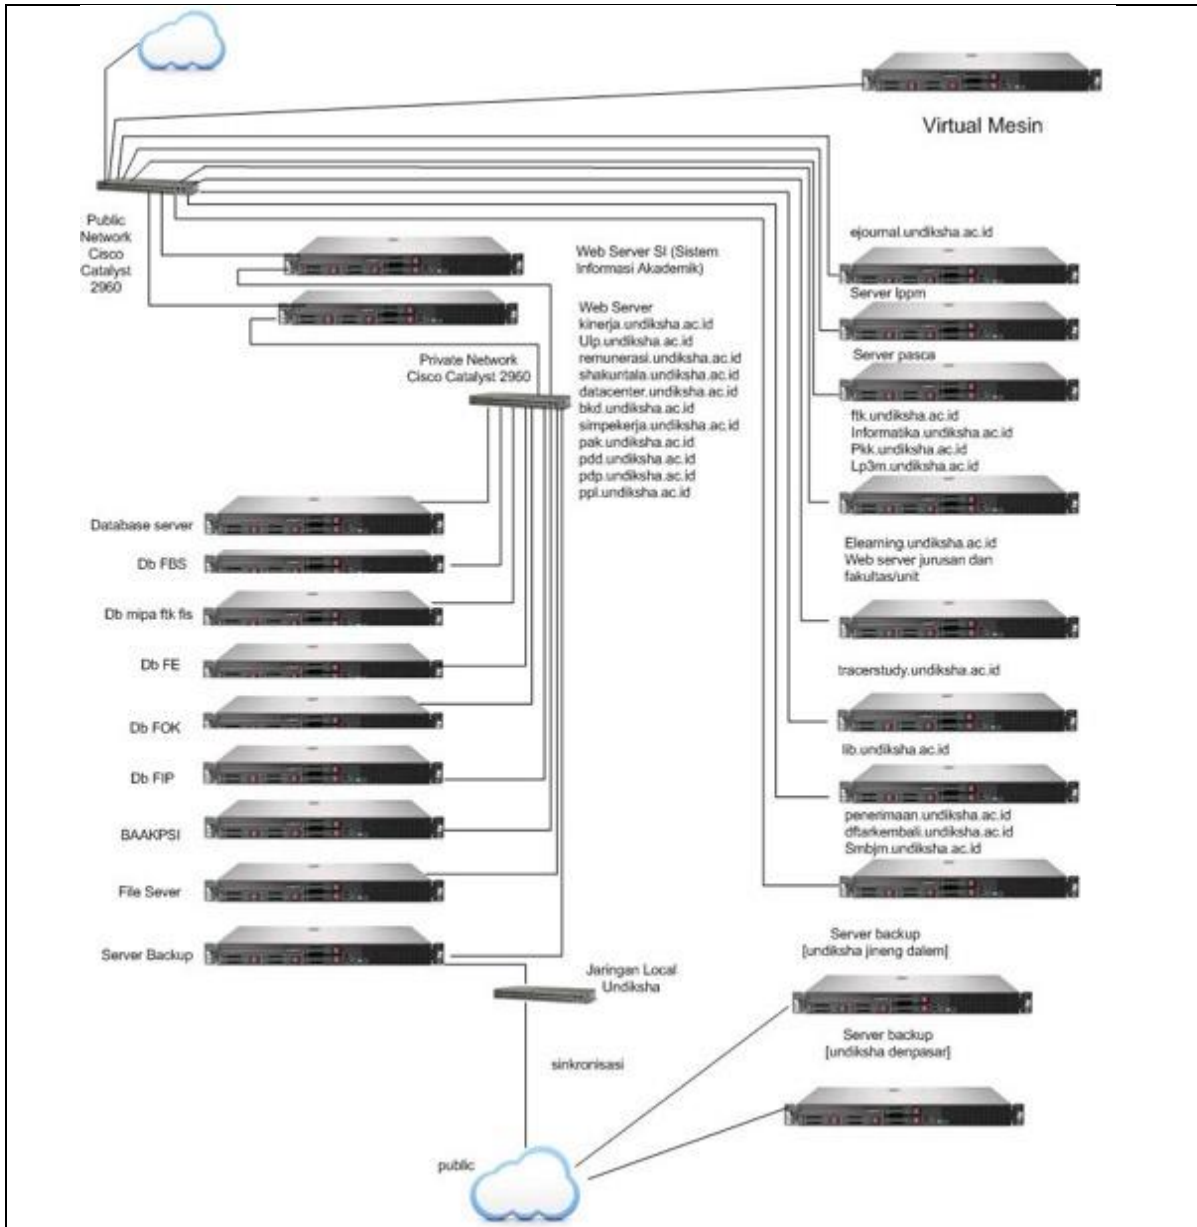 Virtual Mesin
Public
Network
Cisco
Catalyst
2960
Web Server SI (Sistem
Informasi Akademik)
Web Server
kinerja.undiksha.ac.id
Ulp.undiksha.ac.id
remunerasi.undiksha.ac.id
shakuntala.undiksha.ac.id
datacenter.undiksha.ac.id
bkd.undiksha.ac.id
simpekerja.undiksha.ac.id
pak.undiksha.ac.id
pdd.undiksha.ac.id
pdp.undiksha.ac.id
ppl.undiksha.ac.id
Private Network
Cisco Catalyst 2960
Database server
Db FBS
Db mipa ftk fis
Db FE
Db FOK
Db FIP
BAAKPSI
File Sever
Server Backup
ejournal.undiksha.ac.id
Server lppm
Server pasca
ftk.undiksha.ac.id
Informatika.undiksha.ac.id
Pkk.undiksha.ac.id
Lp3m.undiksha.ac.id
Elearning.undiksha.ac.id
Web server jurusan dan
fakultas/unit
tracerstudy.undiksha.ac.id
lib.undiksha.ac.id
penerimaan.undiksha.ac.id
dftarkembali.undiksha.ac.id
Smbjm.undiksha.ac.id
Server backup
[undiksha jineng dalem]
Server backup
[undiksha denpasar]
Jaringan Local
Undiksha
sinkronisasi
public